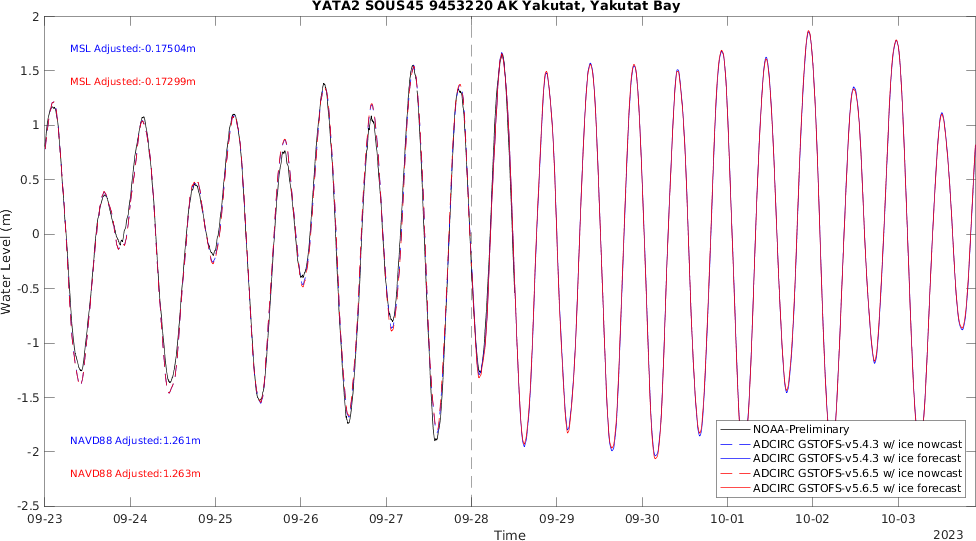 YATA2 SOUS45 9453220 AK Yakutat, Yakutat Bay
MSL Adjusted:-0.17504m
MSL Adjusted:-0.17299m
NAVD88 Adjusted:1.261m
NAVD88 Adjusted:1.263m
Water Level (m)
2
1.5
1
0.5
0
-0.5
-1
-1.5
-2
-2.5
NOAA-Preliminary
ADCIRC GSTOFS-v5.4.3 w/ ice nowcast
ADCIRC GSTOFS-v5.4.3 w/ ice forecast
ADCIRC GSTOFS-v5.6.5 w/ ice nowcast
ADCIRC GSTOFS-v5.6.5 w/ ice forecast
09-23 09-24 09-25 09-26 09-27 09-28 09-29 09-30 10-01 10-02 10-03
Time
2023